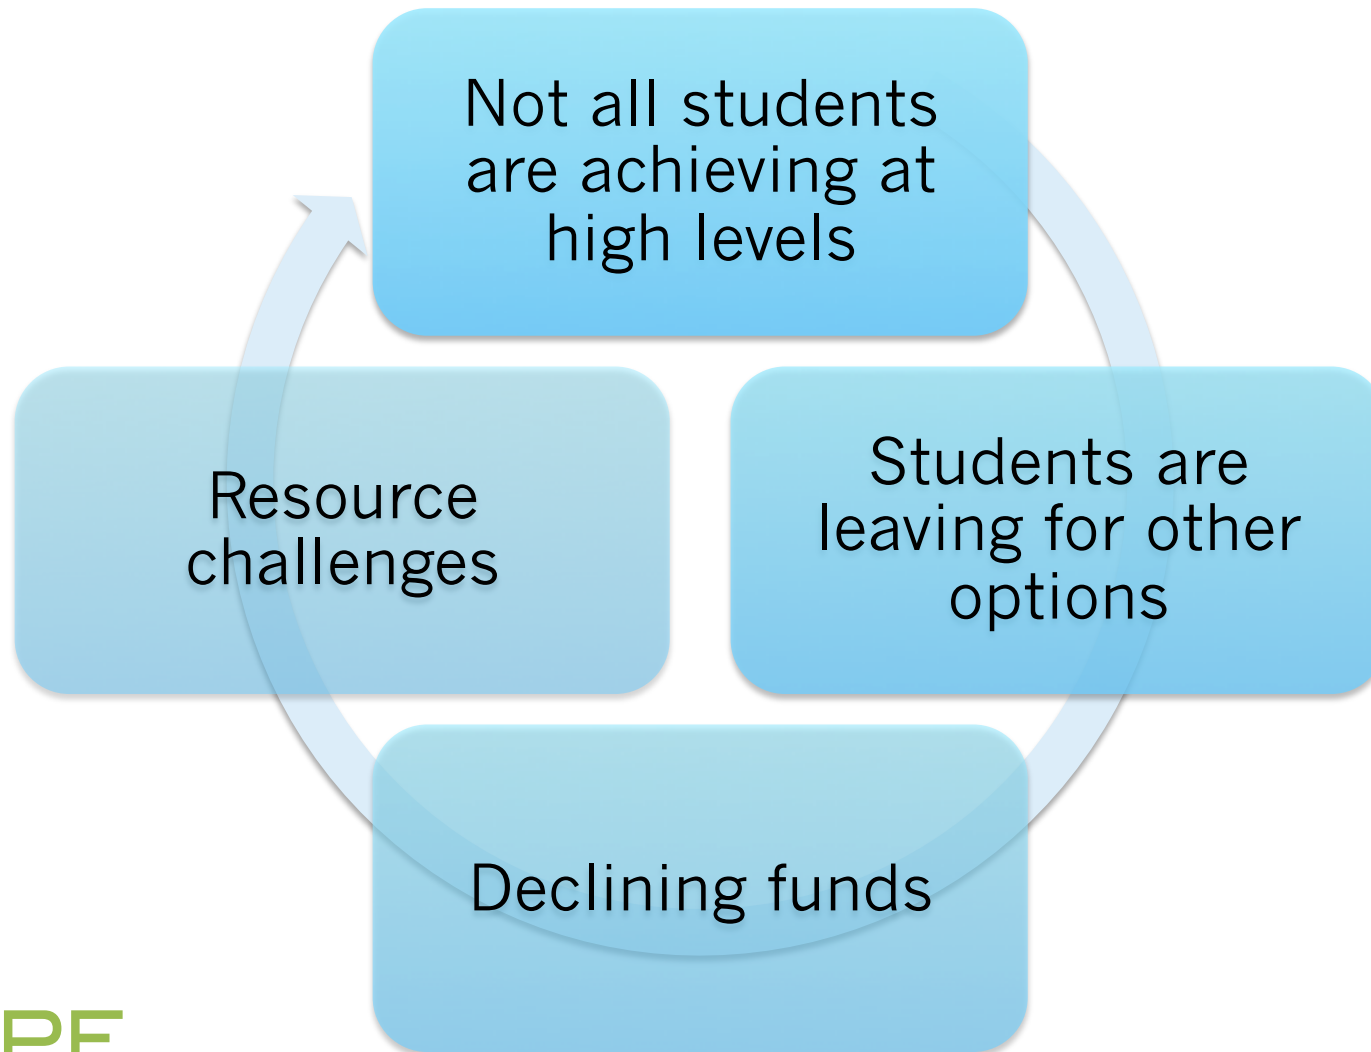 Not all students
are achieving at
high levels
Students are
leaving for other
options
Declining funds
Resource
challenges